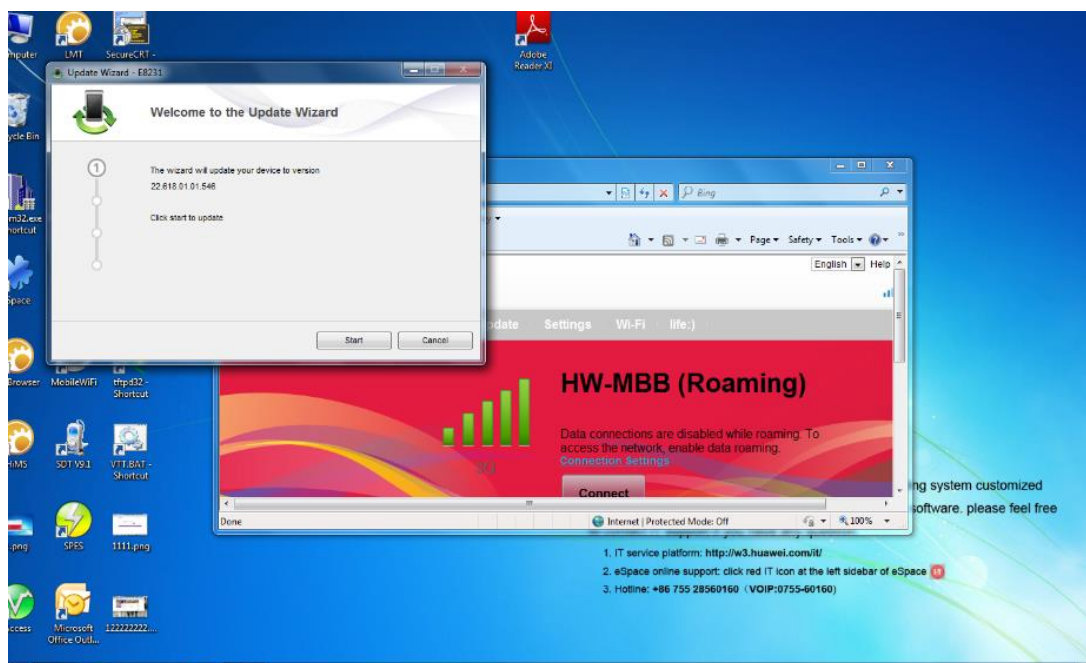 LMT
SecureCRT -
Adobe
Reader XI
Update Wizard - E8231
Welcome to the Update Wizard
1
The wizard will update your device to version
22.618.01.01.546
Click start to update
Start
Cancel
Bing
Page
Safety
Tools
English
Help
Settings
Wi-Fi
life:)
HW-MBB (Roaming)
Data connections are disabled while roaming. To
access the network, enable data roaming.
Connection Settings
3G
Connect
Done
Internet | Protected Mode: Off
100%
ycle Bin
m32.exe
hortcut
Space
Browser
MobileWiFi
tftpd32 -
Shortcut
HiMS
SDT V9.1
VTT.BAT -
Shortcut
.png
SPES
1111.png
ccess
Microsoft
Office Outl...
122222222....
ng system customized
software. please feel free
1. IT service platform: http://w3.huawei.com/it/
2. eSpace online support: click red IT icon at the left sidebar of eSpace
3. Hotline: +86 755 28560160（VOIP:0755-60160)